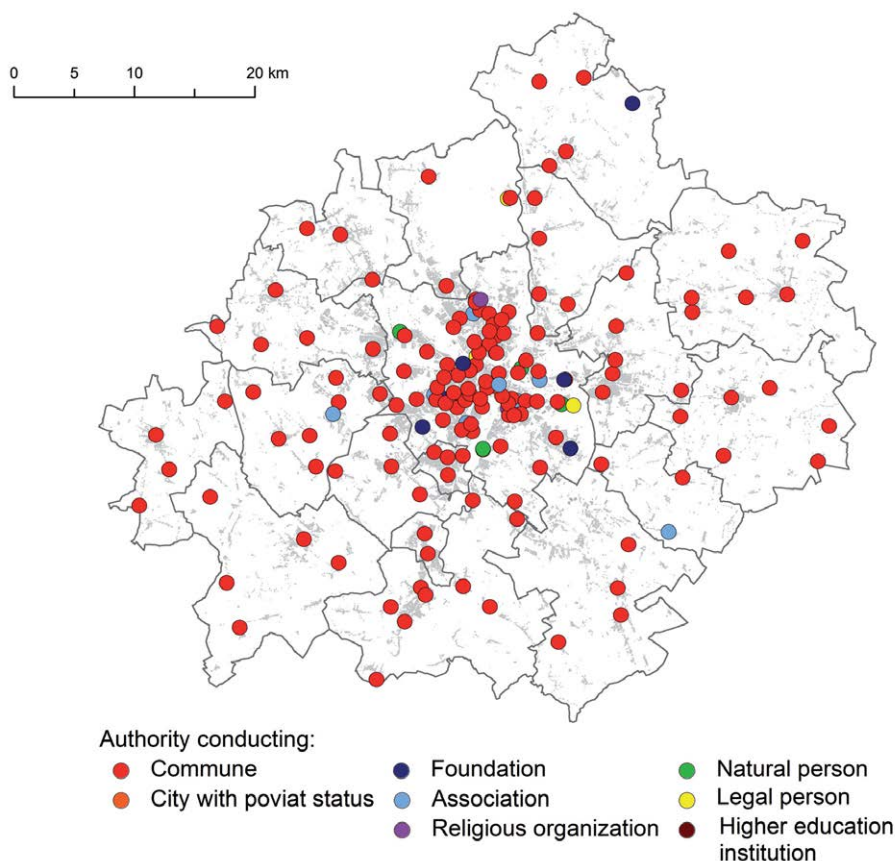 0 5 10 20 km
Authority conducting:
Commune
City with poviat status
Foundation
Association
Religious organization
Natural person
Legal person
Higher education
institution